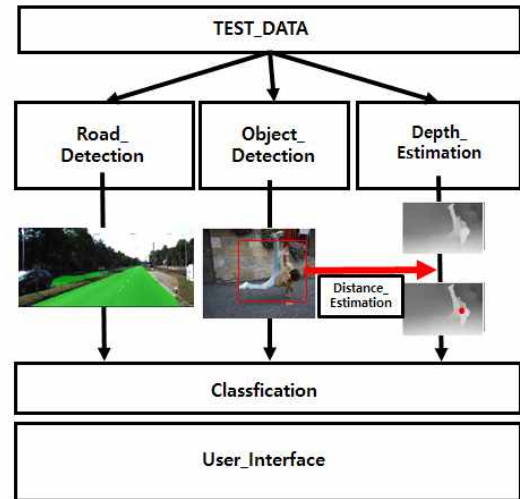 TEST_DATA
Road_
Detection
Object_
Detection
Depth_
Estimation
Distance_
Estimation
Classfication
User_Interface